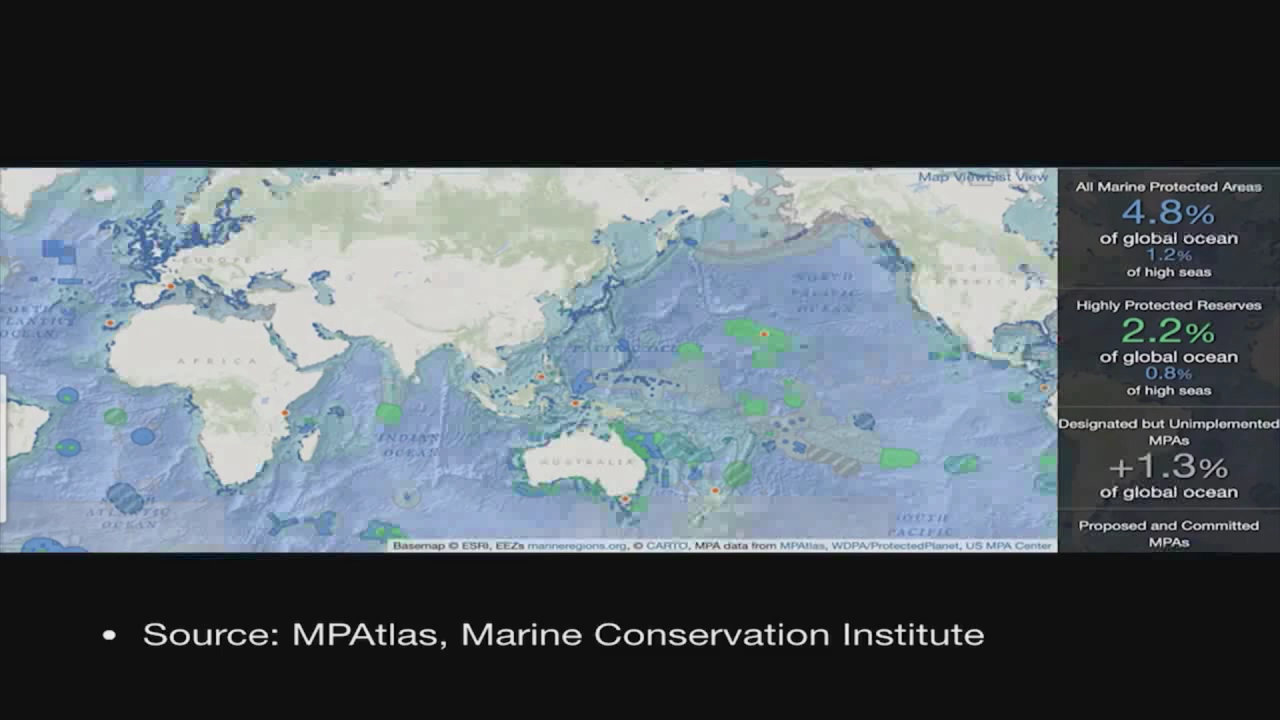 Map View List View
All Marine Protected Areas
4.8%
of global ocean
1.2%
of high seas
Highly Protected Reserves
2.2%
of global ocean
0.8%
of high seas
Designated but Unimplemented
MPAs
+1.3%
of global ocean
Proposed and Committed
MPAs
EUROPE
AFRICA
NORTH
PACIFIC
OCEAN
INDIAN
OCEAN
AUSTRALIA
ATLANTIC
OCEAN
SOUTH
PACIFIC
Basemap © ESRI, EEZs marineregions.org, © CARTO, MPA data from MPAtlas, WDPA/ProtectedPlanet, US MPA Center
• Source: MPAtlas, Marine Conservation Institute